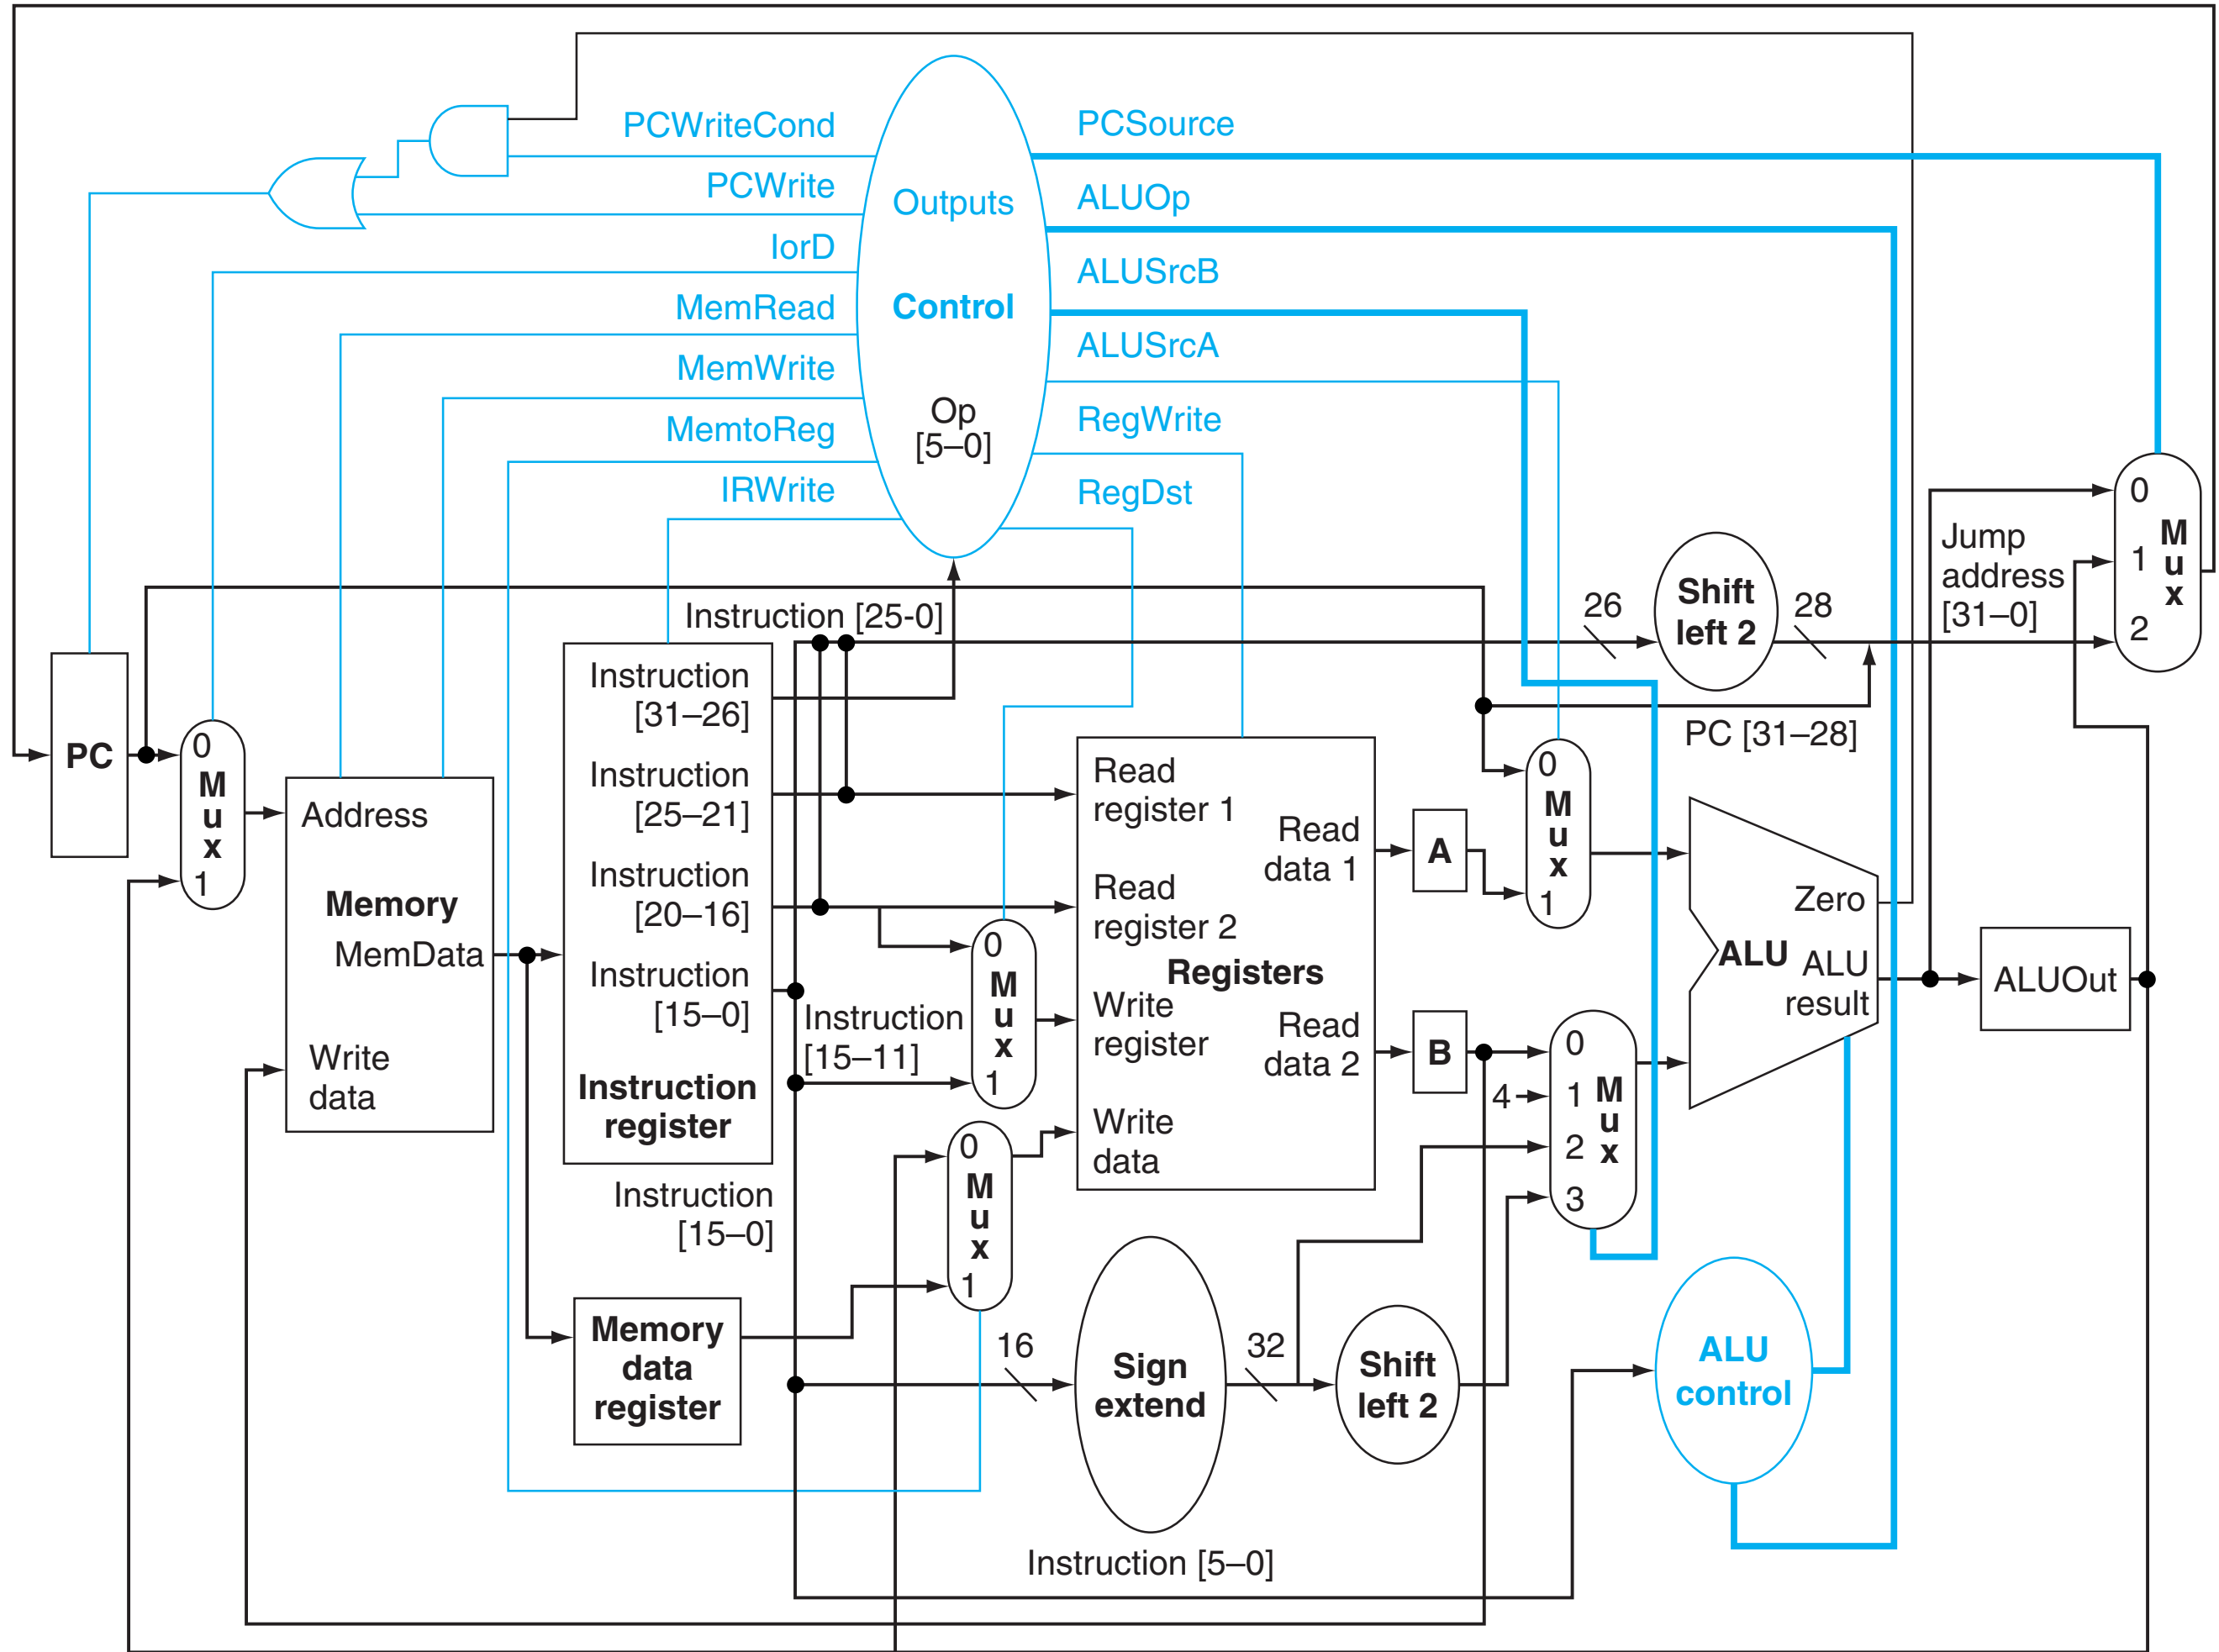 PCWriteCond
PCWrite
IorD
MemRead
MemWrite
MemtoReg
IRWrite
Outputs
Control
Op
[5–0]
PCSource
ALUOp
ALUSrcB
ALUSrcA
RegWrite
RegDst
PC
0
M
u
x
1
Address
Memory
MemData
Write
data
Instruction [25-0]
Instruction
[31–26]
Instruction
[25–21]
Instruction
[20–16]
Instruction
[15–0]
Instruction
register
Instruction
[15–0]
Memory
data
register
Instruction
[15–11]
0
M
u
x
1
0
M
u
x
1
Read
register 1
Read
register 2
Registers
Write
register
Write
data
Read
data 1
Read
data 2
16
Sign
extend
32
Shift
left 2
Instruction [5–0]
A
B
4
0
M
u
x
1
0
1
2
3
M
u
x
26
Shift
left 2
28
PC [31–28]
Jump
address
[31–0]
0
1
2
M
u
x
Zero
ALU
ALU
result
ALUOut
ALU
control